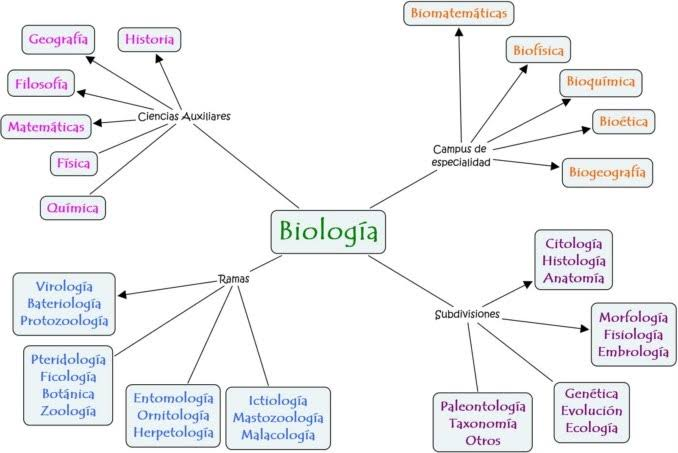 Geografía
Historia
Filosofía
Matemáticas
Física
Química
Ciencias Auxiliares
Biomatemáticas
Biofísica
Bioquímica
Bioética
Biogeografía
Campus de
especialidad
Biología
Ramas
Virología
Bateriología
Protozoología
Pteridología
Ficología
Botánica
Zoología
Entomología
Ornitología
Herpetología
Ictiología
Mastozoología
Malacología
Subdivisiones
Citología
Histología
Anatomía
Morfología
Fisiología
Embrología
Genética
Evolución
Ecología
Paleontología
Taxonomía
Otros